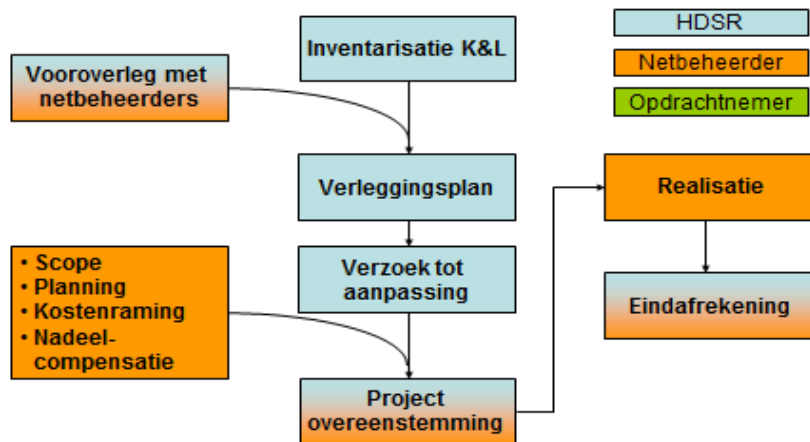 Inventarisatie K&L
HDSR
Netbeheerder
Opdrachtnemer
Vooroverleg met
netbeheerders
Verleggingsplan
Realisatie
• Scope
• Planning
• Kostenraming
• Nadeel-
compensatie
Verzoek tot
aanpassing
Eindafrekening
Project
overeenstemming